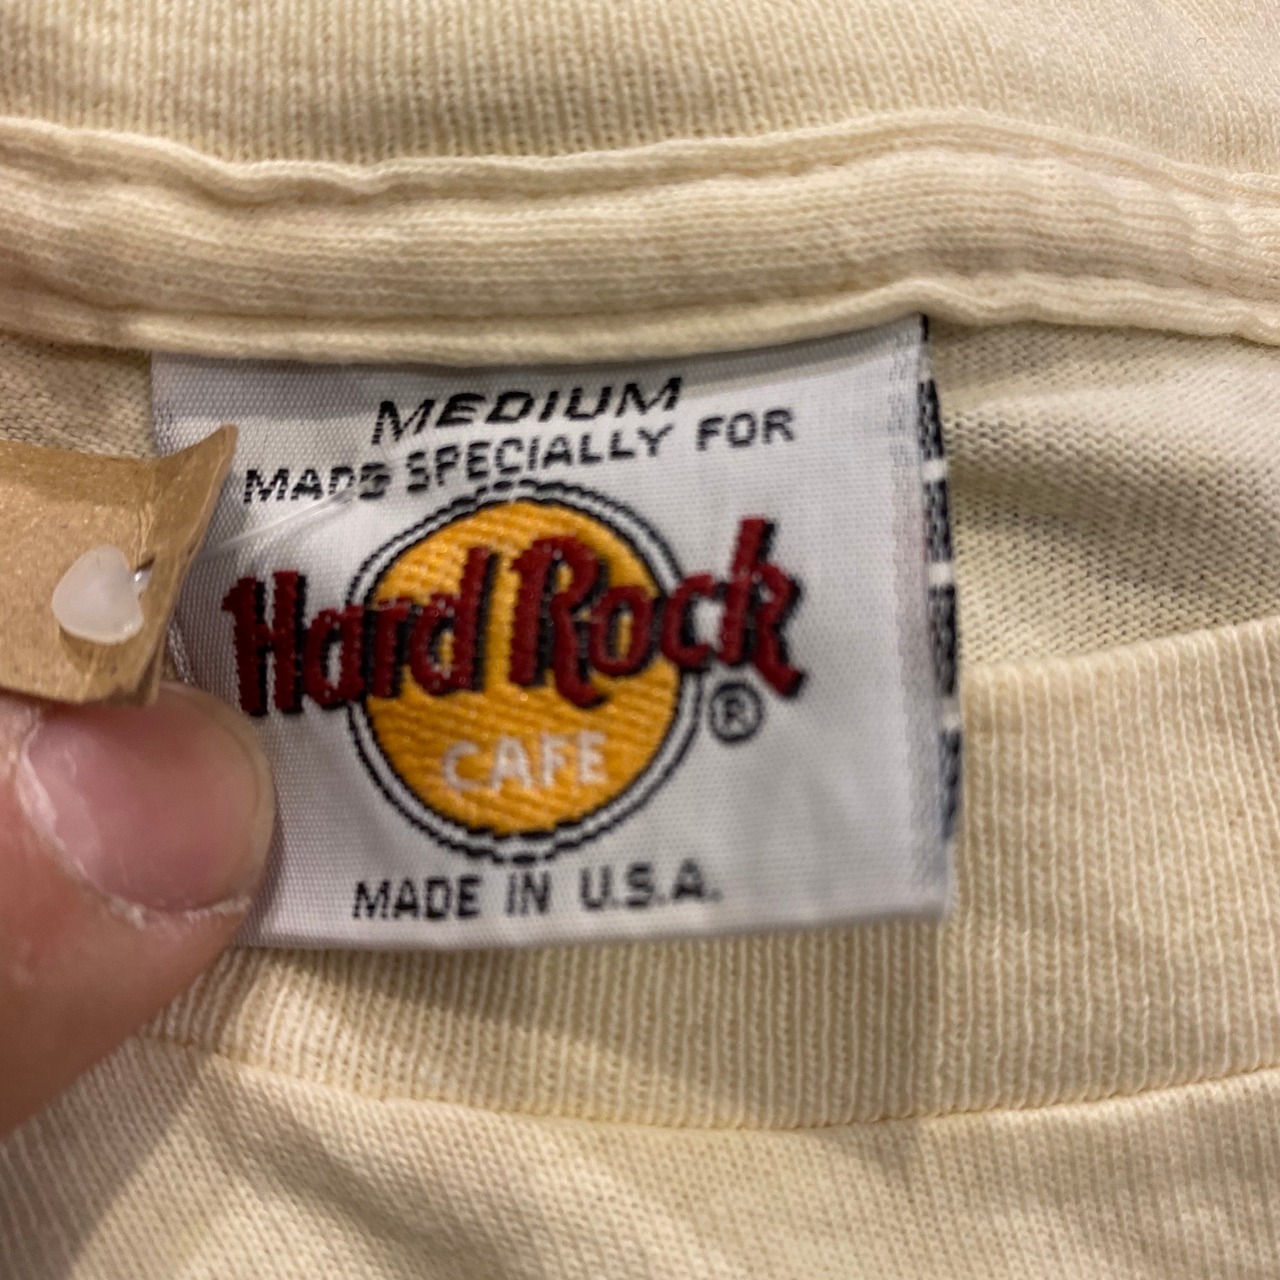 MEDIUM
MADE SPECIALLY FOR
Hard Rock
CAFE ®
MADE IN U.S.A.